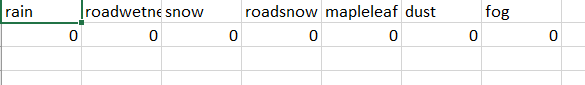 rain roadwetne snow roadsnow mapleleaf dust fog
0 0 0 0 0 0 0